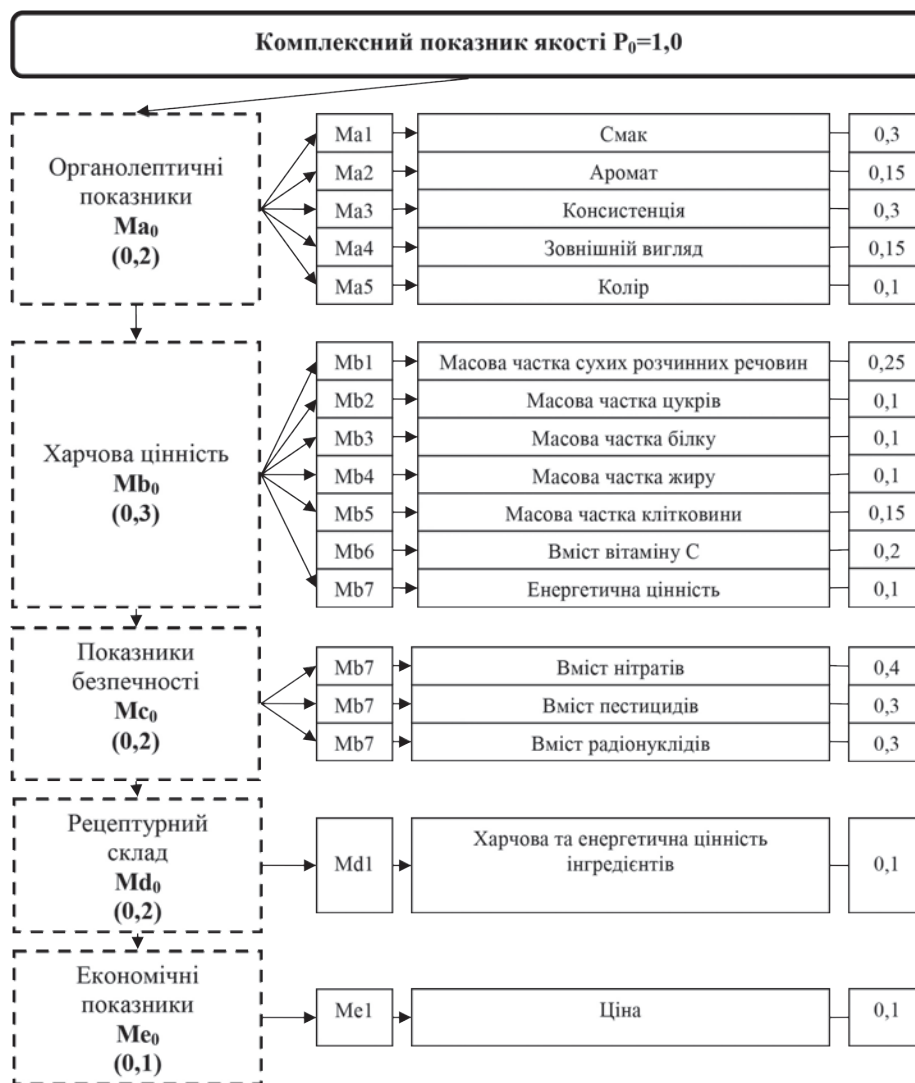 Комплексний показник якості P₀=1,0
Органолептичні
показники
Ma₀
(0,2)
Ma1 Смак 0,3
Ma2 Аромат 0,15
Ma3 Консистенція 0,3
Ma4 Зовнішній вигляд 0,15
Ma5 Колір 0,1
Харчова цінність
Mb₀
(0,3)
Mb1 Масова частка сухих розчинних речовин 0,25
Mb2 Масова частка цукрів 0,1
Mb3 Масова частка білку 0,1
Mb4 Масова частка жиру 0,1
Mb5 Масова частка клітковини 0,15
Mb6 Вміст вітаміну С 0,2
Mb7 Енергетична цінність 0,1
Показники
безпечності
Mc₀
(0,2)
Mb7 Вміст нітратів 0,4
Mb7 Вміст пестицидів 0,3
Mb7 Вміст радіонуклідів 0,3
Рецептурний
склад
Md₀
(0,2)
Md1 Харчова та енергетична цінність 0,1
інгредієнтів
Економічні
показники
Me₀
(0,1)
Me1 Ціна 0,1